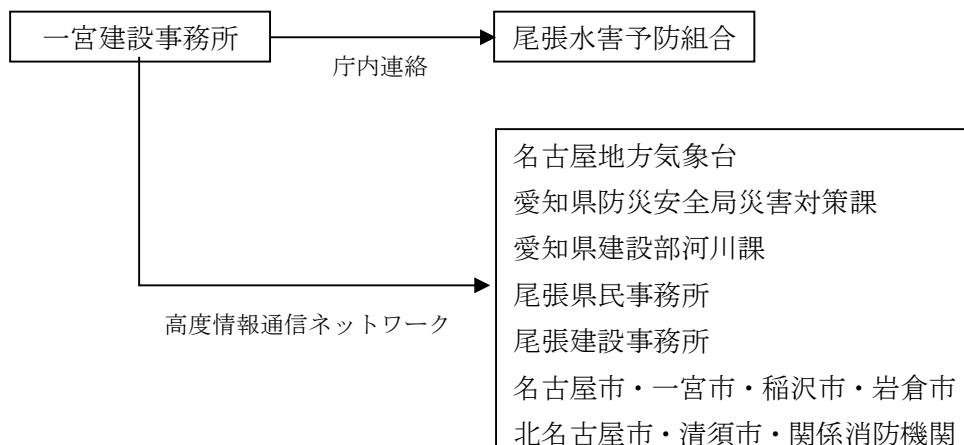 一宮建設事務所
尾張水害予防組合
庁内連絡
名古屋地方気象台
愛知県防災安全局災害対策課
愛知県建設部河川課
尾張県民事務所
高度情報通信ネットワーク
尾張建設事務所
名古屋市・一宮市・稲沢市・岩倉市
北名古屋市・清須市・関係消防機関